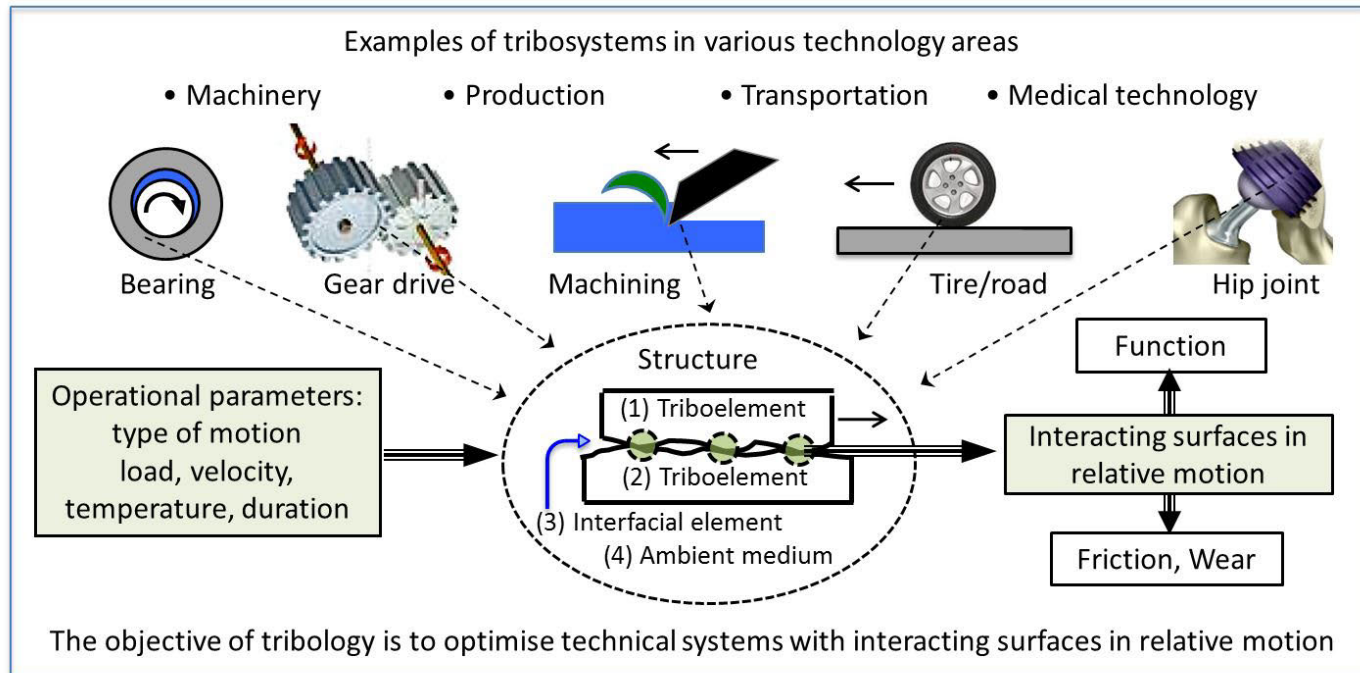 Examples of tribosystems in various technology areas
• Machinery
• Production
• Transportation
• Medical technology
Bearing
Gear drive
Machining
Tire/road
Hip joint
Operational parameters:
type of motion
load, velocity,
temperature, duration
Structure
(1) Triboelement
(2) Triboelement
(3) Interfacial element
(4) Ambient medium
Function
Interacting surfaces in
relative motion
Friction, Wear
The objective of tribology is to optimise technical systems with interacting surfaces in relative motion